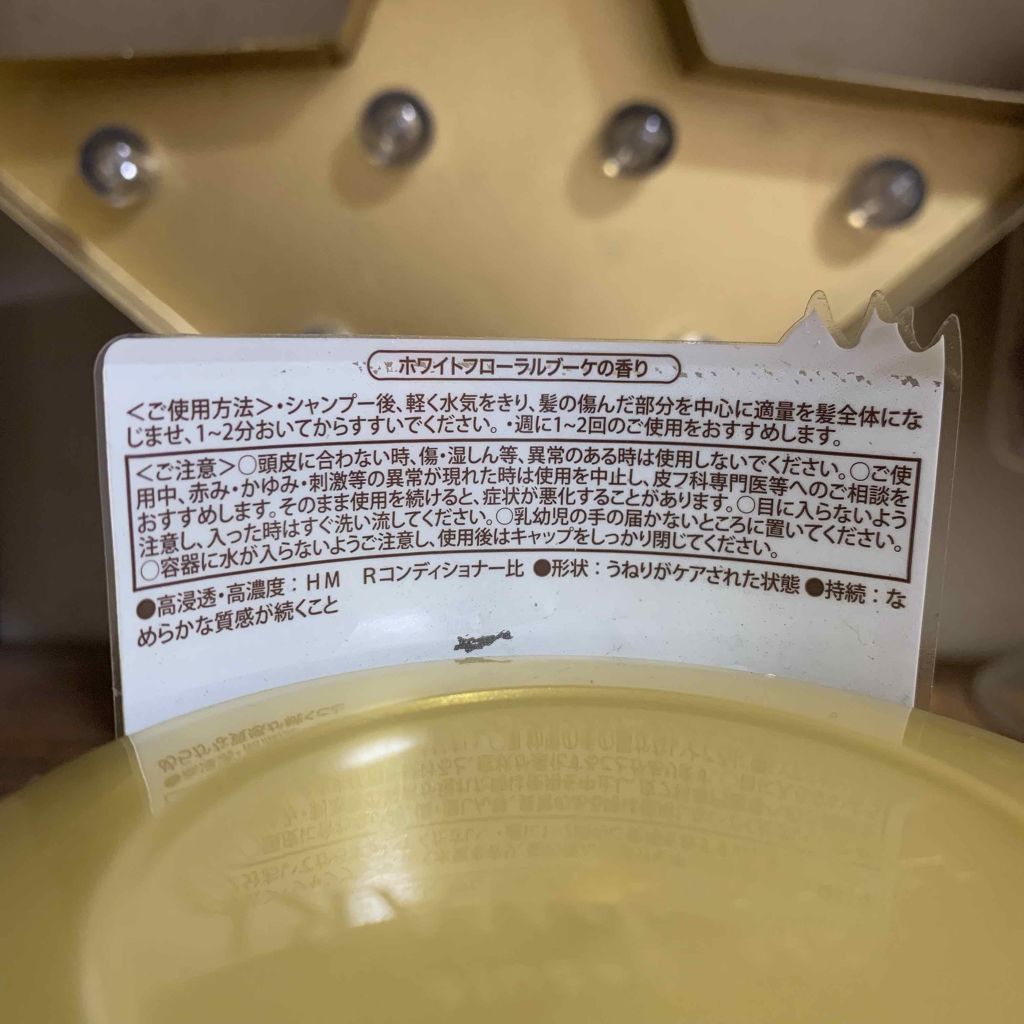 ホワイトフローラルブーケの香り
＜ご使用方法＞・シャンプー後、軽く水気をきり、髪の傷んだ部分を中心に適量を髪全体にな
じませ、1~2分おいてからすすいでください。・週に1~2回のご使用をおすすめします。
＜ご注意＞○頭皮に合わない時、傷・湿しん等、異常のある時は使用しないでください。○ご使
用中、赤み・かゆみ・刺激等の異常が現れた時は使用を中止し、皮フ科専門医等へのご相談を
おすすめします。そのまま使用を続けると、症状が悪化することがあります。○目に入らないよう
注意し、入った時はすぐ洗い流してください。○乳幼児の手の届かないところに置いてください。
○容器に水が入らないようご注意し、使用後はキャップをしっかり閉じてください。
●高浸透・高濃度：HM Rコンディショナー比 ●形状：うねりがケアされた状態 ●持続：な
めらかな質感が続くこと